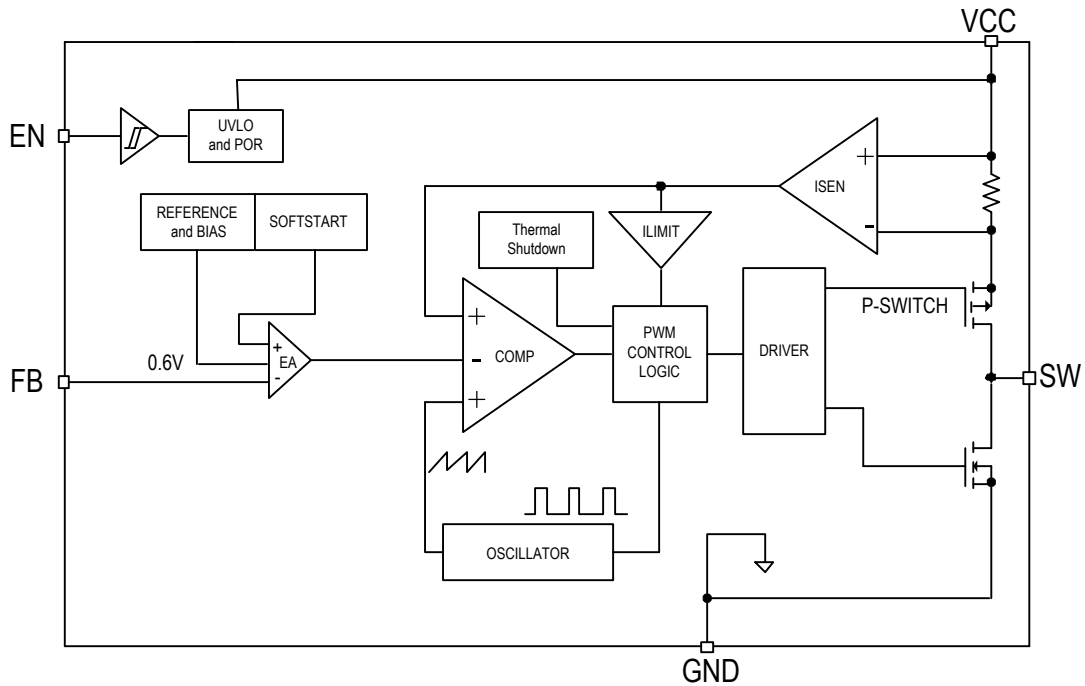 VCC
EN
UVLO
and POR
+
ISEN
-
REFERENCE
and BIAS
SOFTSTART
Thermal
Shutdown
ILIMIT
P-SWITCH
+
-
+
COMP
PWM
CONTROL
LOGIC
DRIVER
+
EA
-
0.6V
FB
SW
OSCILLATOR
GND